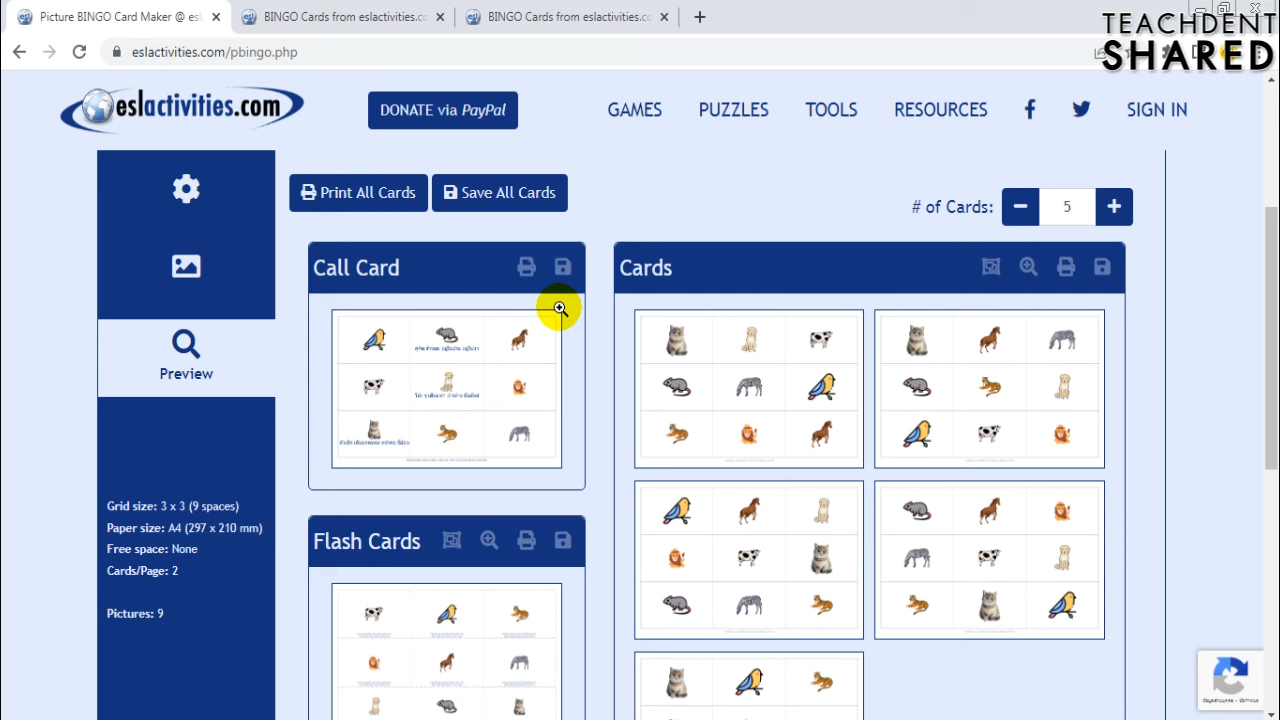 Picture BINGO Card Maker @ esl
BINGO Cards from eslactivities.co
BINGO Cards from eslactivities.co
TEACHDENT
SHARED
eslactivities.com/pbingo.php
eslactivities.com
DONATE via PayPal
GAMES
PUZZLES
TOOLS
RESOURCES
SIGN IN
Print All Cards
Save All Cards
# of Cards:
5
Call Card
Cards
Preview
Grid size: 3 x 3 (9 spaces)
Paper size: A4 (297 x 210 mm)
Free space: None
Cards/Page: 2
Pictures: 9
Flash Cards